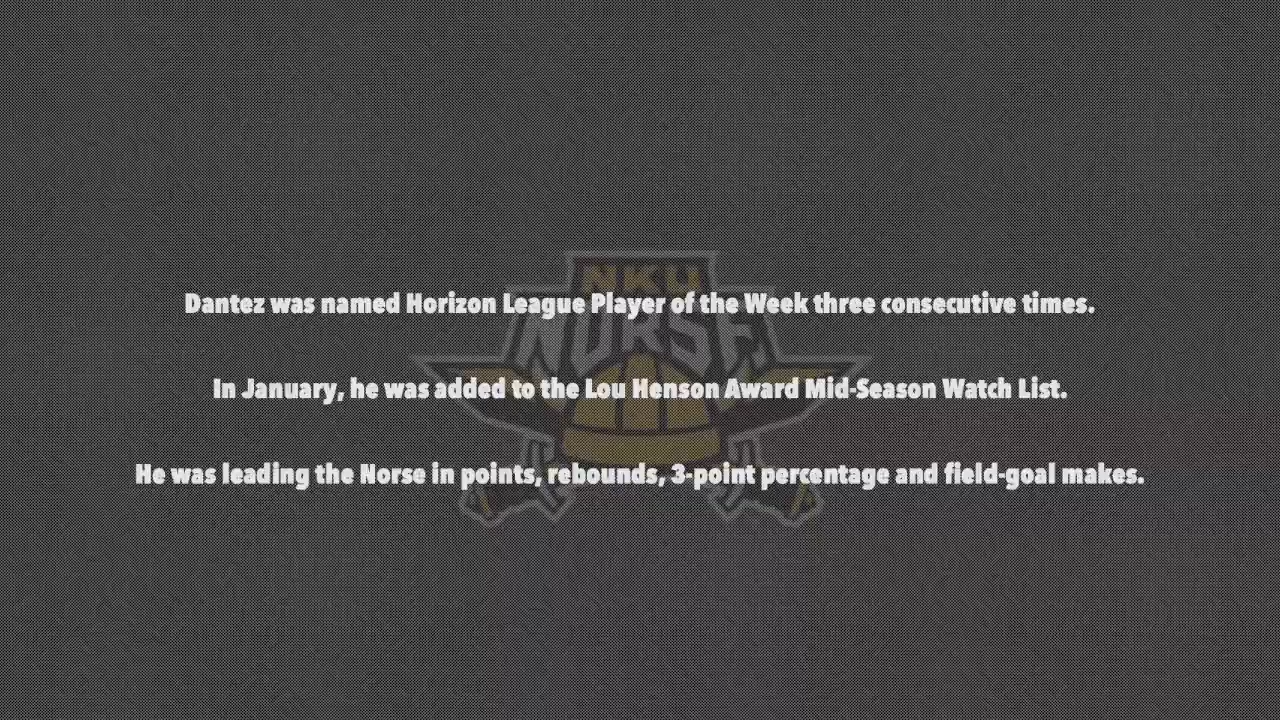 NKU
NORSE
Dantez was named Horizon League Player of the Week three consecutive times.
In January, he was added to the Lou Henson Award Mid-Season Watch List.
He was leading the Norse in points, rebounds, 3-point percentage and field-goal makes.